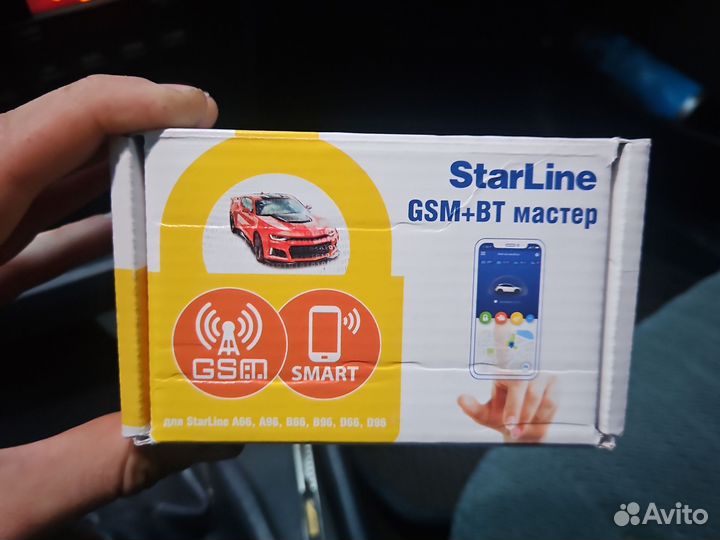 StarLine
GSM+BT мастер
GSM
SMART
для StarLine A66, A96, B66, B96, D66, D96
Avito